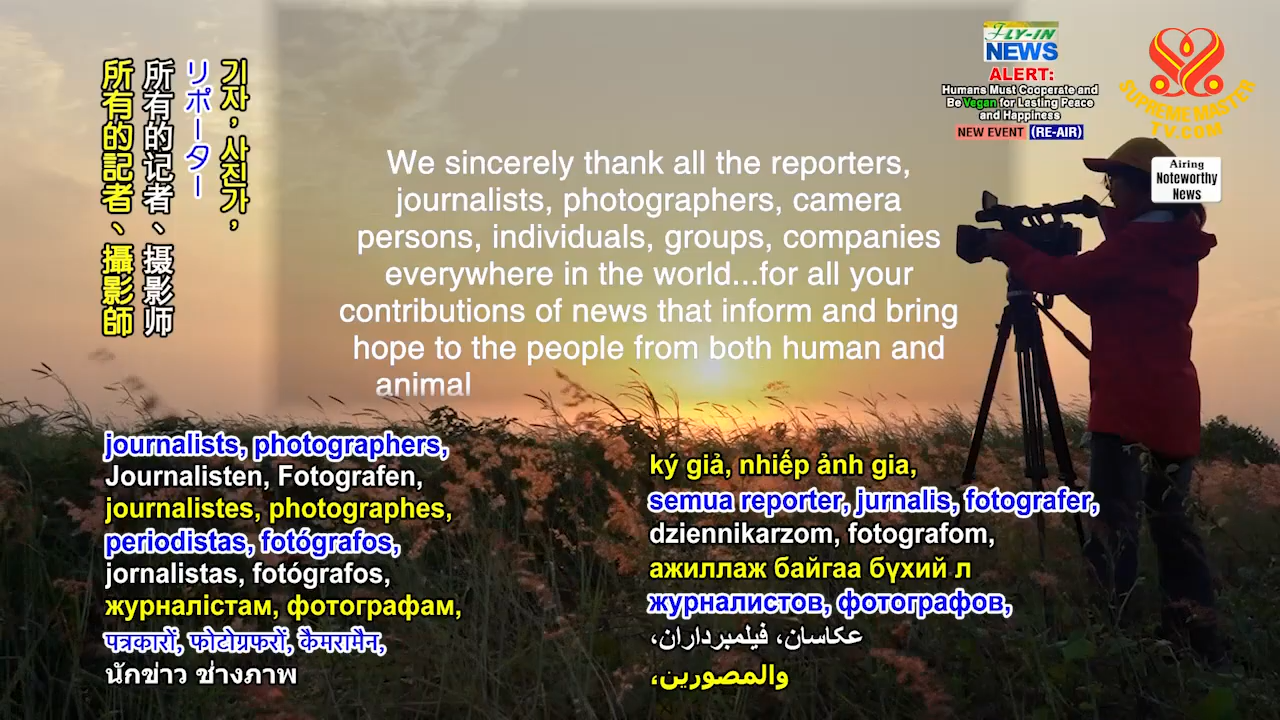 기자, 사진가,
リポーター
所有的记者、摄影师
所有的記者、攝影師
We sincerely thank all the reporters,
journalists, photographers, camera
persons, individuals, groups, companies
everywhere in the world...for all your
contributions of news that inform and bring
hope to the people from both human and
animal
FLY-IN
NEWS
ALERT:
Humans Must Cooperate and
Be Vegan for Lasting Peace
and Happiness
NEW EVENT (RE-AIR)
SUPREME MASTER
TV.COM
Airing
Noteworthy
News
journalists, photographers,
Journalisten, Fotografen,
journalistes, photographes,
periodistas, fotógrafos,
jornalistas, fotógrafos,
журналістам, фотографам,
पत्रकारों, फोटोग्रफरों, कैमरामैन,
นักข่าว ช่างภาพ
ký giả, nhiếp ảnh gia,
semua reporter, jurnalis, fotografer,
dziennikarzom, fotografom,
ажиллаж байгаа бүхий л
журналистов, фотографов,
عکاسان، فیلمبرداران،
والمصورين،